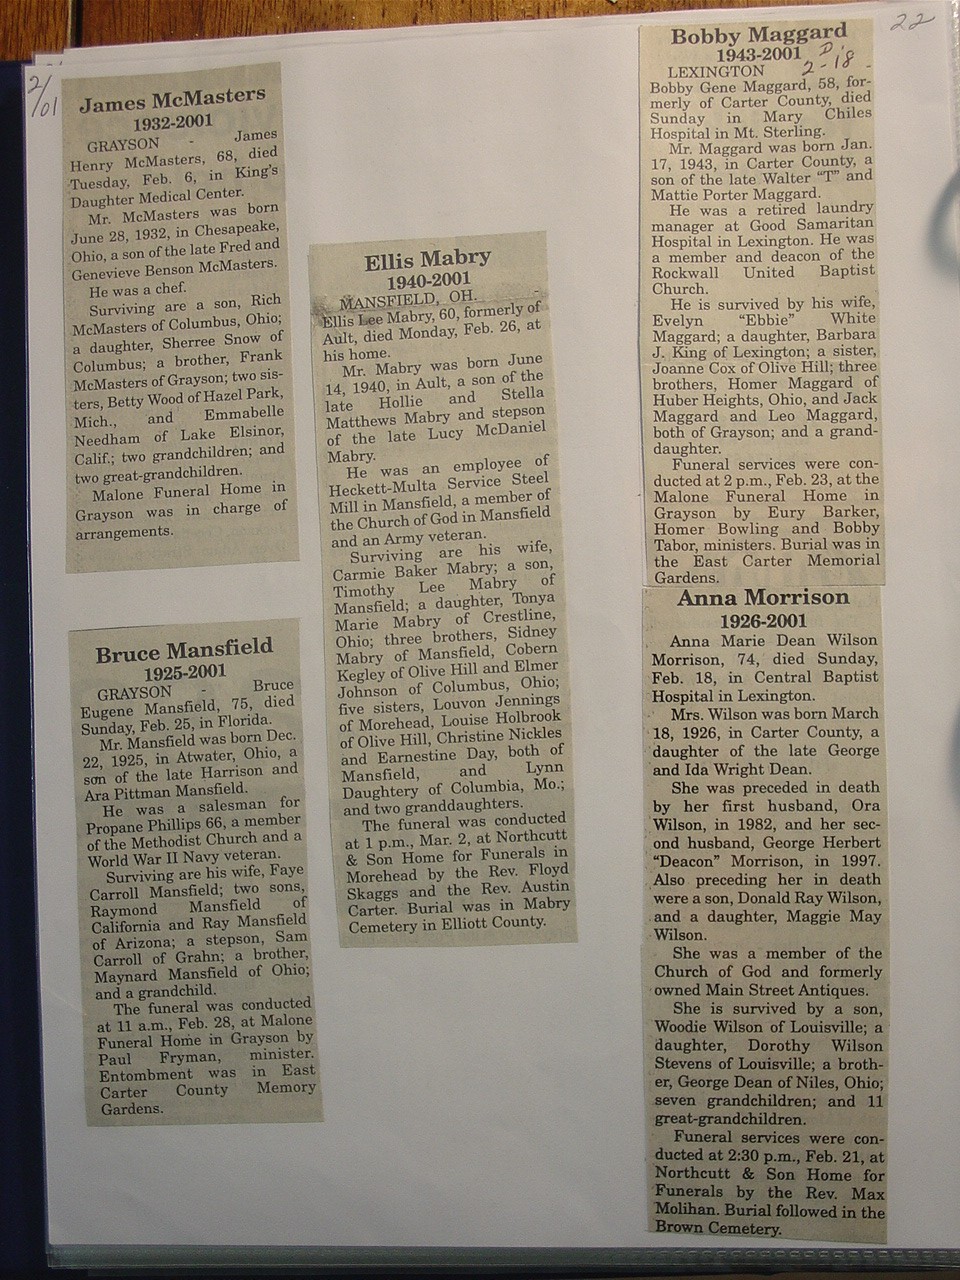 2/01
James McMasters
1932-2001
GRAYSON - James
Henry McMasters, 68, died
Tuesday, Feb. 6, in King's
Daughter Medical Center.
Mr. McMasters was born
June 28, 1932, in Chesapeake,
Ohio, a son of the late Fred and
Genevieve Benson McMasters.
He was a chef.
Surviving are a son, Rich
McMasters of Columbus, Ohio;
a daughter, Sherree Snow of
Columbus; a brother, Frank
McMasters of Grayson; two sis-
ters, Betty Wood of Hazel Park,
Mich., and Emmabelle
Needham of Lake Elsinor,
Calif.; two grandchildren; and
two great-grandchildren.
Malone Funeral Home in
Grayson was in charge of
arrangements.
Bruce Mansfield
1925-2001
GRAYSON - Bruce
Eugene Mansfield, 75, died
Sunday, Feb. 25, in Florida.
Mr. Mansfield was born Dec.
22, 1925, in Atwater, Ohio, a
son of the late Harrison and
Ara Pittman Mansfield.
He was a salesman for
Propane Phillips 66, a member
of the Methodist Church and a
World War II Navy veteran.
Surviving are his wife, Faye
Carroll Mansfield; two sons,
Raymond Mansfield of
California and Ray Mansfield
of Arizona; a stepson, Sam
Carroll of Grahn; a brother,
Maynard Mansfield of Ohio;
and a grandchild.
The funeral was conducted
at 11 a.m., Feb. 28, at Malone
Funeral Home in Grayson by
Paul Fryman, minister.
Entombment was in East
Carter County Memory
Gardens.
Ellis Mabry
1940-2001
MANSFIELD, OH. -
Ellis Lee Mabry, 60, formerly of
Ault, died Monday, Feb. 26, at
his home.
Mr. Mabry was born June
14, 1940, in Ault, a son of the
late Hollie and Stella
Matthews Mabry and stepson
of the late Lucy McDaniel
Mabry.
He was an employee of
Heckett-Multa Service Steel
Mill in Mansfield, a member of
the Church of God in Mansfield
and an Army veteran.
Surviving are his wife,
Carmie Baker Mabry; a son,
Timothy Lee Mabry of
Mansfield; a daughter, Tonya
Marie Mabry of Crestline,
Ohio; three brothers, Sidney
Mabry of Mansfield, Cobern
Kegley of Olive Hill and Elmer
Johnson of Columbus, Ohio;
five sisters, Louvon Jennings
of Morehead, Louise Holbrook
of Olive Hill, Christine Nickles
and Earnestine Day, both of
Mansfield, and Lynn
Daughtery of Columbia, Mo.;
and two granddaughters.
The funeral was conducted
at 1 p.m., Mar. 2, at Northcutt
& Son Home for Funerals in
Morehead by the Rev. Floyd
Skaggs and the Rev. Austin
Carter. Burial was in Mabry
Cemetery in Elliott County.
22
Bobby Maggard
1943-2001 D
LEXINGTON 2-18 -
Bobby Gene Maggard, 58, for-
merly of Carter County, died
Sunday in Mary Chiles
Hospital in Mt. Sterling.
Mr. Maggard was born Jan.
17, 1943, in Carter County, a
son of the late Walter "T" and
Mattie Porter Maggard.
He was a retired laundry
manager at Good Samaritan
Hospital in Lexington. He was
a member and deacon of the
Rockwall United Baptist
Church.
He is survived by his wife,
Evelyn "Ebbie" White
Maggard; a daughter, Barbara
J. King of Lexington; a sister,
Joanne Cox of Olive Hill; three
brothers, Homer Maggard of
Huber Heights, Ohio, and Jack
Maggard and Leo Maggard,
both of Grayson; and a grand-
daughter.
Funeral services were con-
ducted at 2 p.m., Feb. 23, at the
Malone Funeral Home in
Grayson by Eury Barker,
Homer Bowling and Bobby
Tabor, ministers. Burial was in
the East Carter Memorial
Gardens.
Anna Morrison
1926-2001
Anna Marie Dean Wilson
Morrison, 74, died Sunday,
Feb. 18, in Central Baptist
Hospital in Lexington.
Mrs. Wilson was born March
18, 1926, in Carter County, a
daughter of the late George
and Ida Wright Dean.
She was preceded in death
by her first husband, Ora
Wilson, in 1982, and her sec-
ond husband, George Herbert
"Deacon" Morrison, in 1997.
Also preceding her in death
were a son, Donald Ray Wilson,
and a daughter, Maggie May
Wilson.
She was a member of the
Church of God and formerly
owned Main Street Antiques.
She is survived by a son,
Woodie Wilson of Louisville; a
daughter, Dorothy Wilson
Stevens of Louisville; a broth-
er, George Dean of Niles, Ohio;
seven grandchildren; and 11
great-grandchildren.
Funeral services were con-
ducted at 2:30 p.m., Feb. 21, at
Northcutt & Son Home for
Funerals by the Rev. Max
Molihan. Burial followed in the
Brown Cemetery.